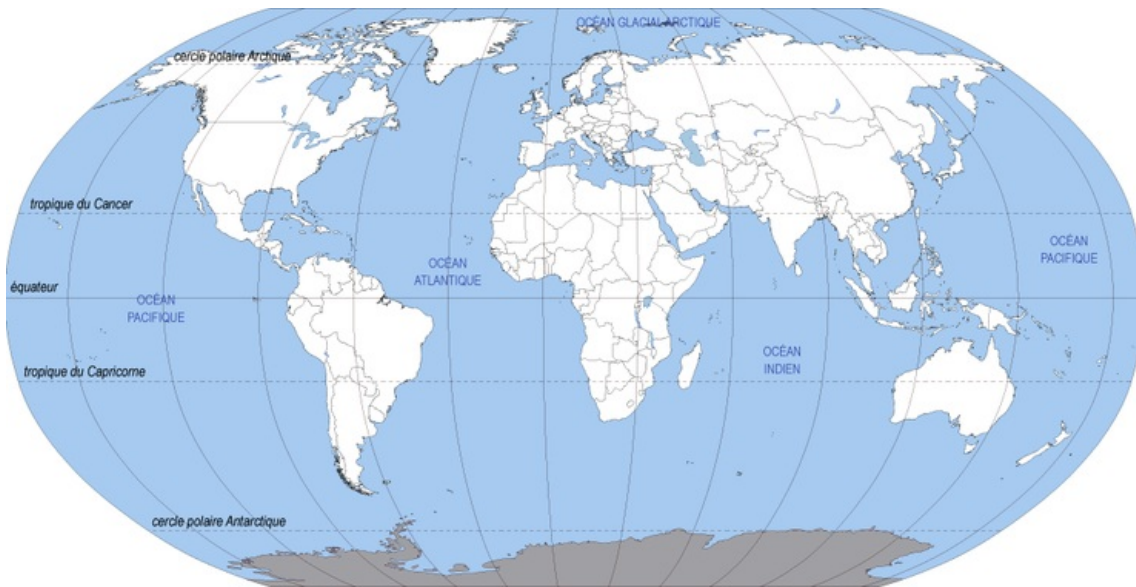 OCÉAN GLACIAL ARCTIQUE
cercle polaire Arctique
tropique du Cancer
OCÉAN
ATLANTIQUE
OCÉAN
PACIFIQUE
équateur
OCÉAN
PACIFIQUE
OCÉAN
INDIEN
tropique du Capricorne
cercle polaire Antarctique